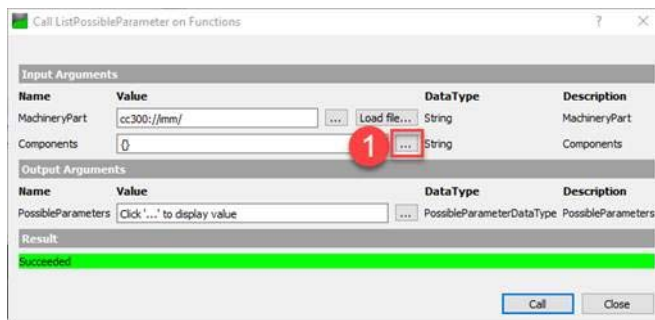 Call ListPossibleParameter on Functions ?
Input Arguments
Name Value DataType Description
MachineryPart cc300://mm/ ... Load file... String MachineryPart
Components {} 1 ... String Components
Output Arguments
Name Value DataType Description
PossibleParameters Click '...' to display value ... PossibleParameterDataType PossibleParameters
Result
Succeeded
Call Close